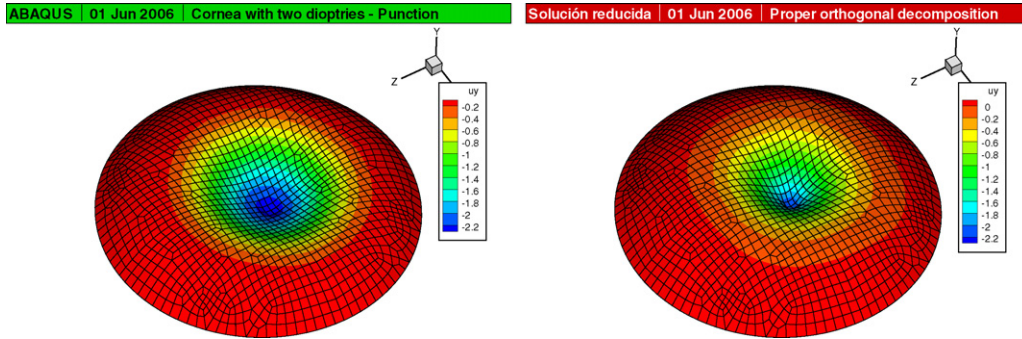 ABAQUS | 01 Jun 2006 | Cornea with two dioptries - Punction
Y
Z
uy
-0.2
-0.4
-0.6
-0.8
-1
-1.2
-1.4
-1.6
-1.8
-2
-2.2
Solución reducida | 01 Jun 2006 | Proper orthogonal decomposition
Y
Z
uy
0
-0.2
-0.4
-0.6
-0.8
-1
-1.2
-1.4
-1.6
-1.8
-2
-2.2